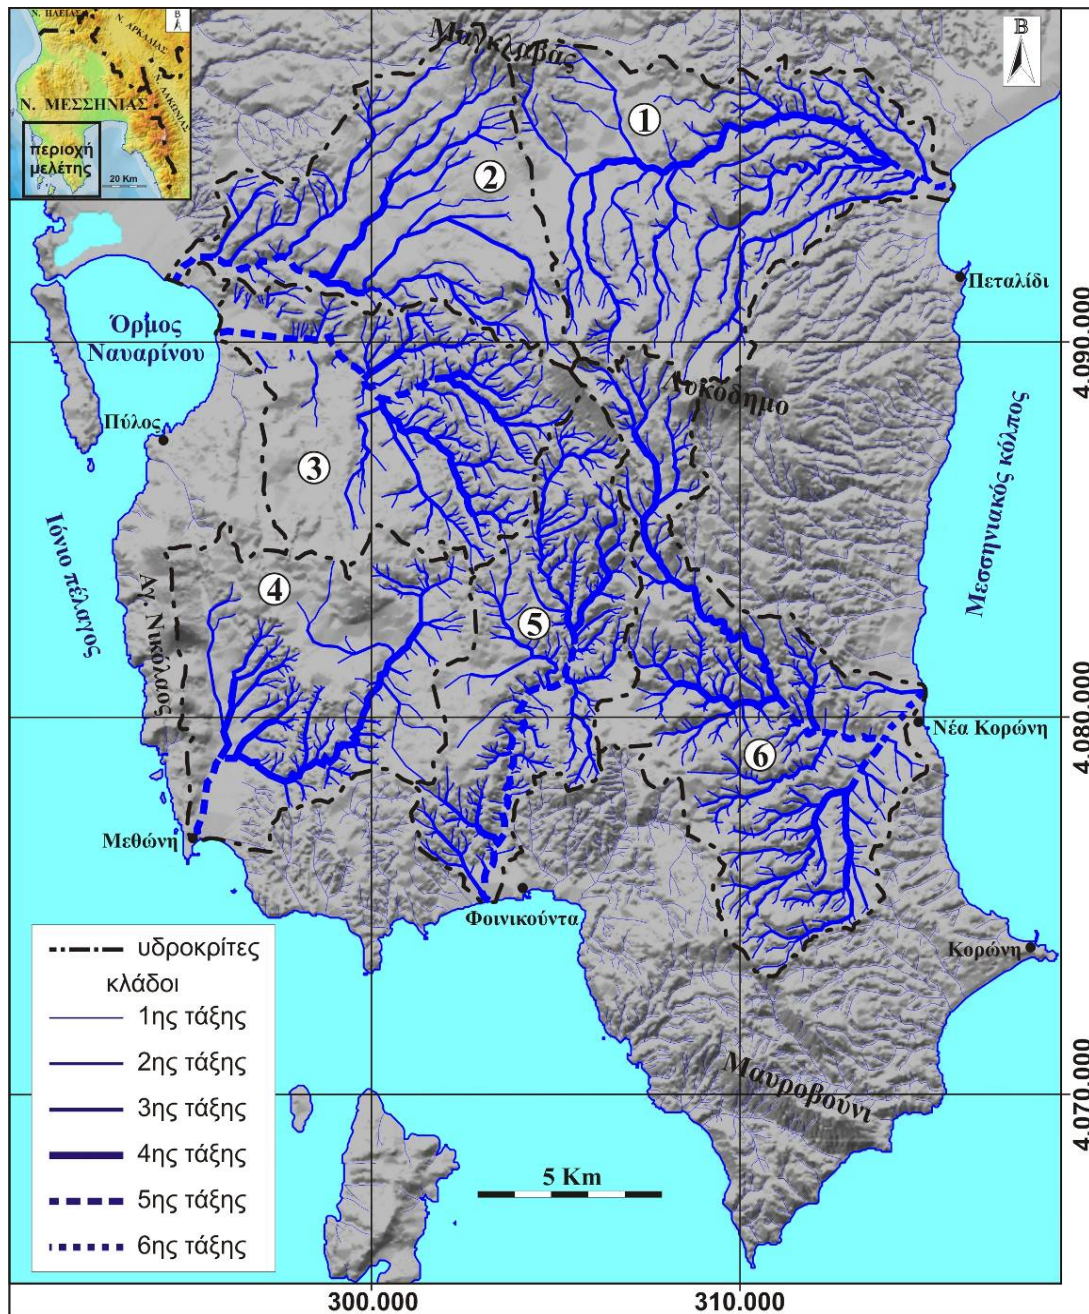 Ν. ΗΛΕΙΑΣ
Ν. ΑΡΚΑΔΙΑΣ
Ν. ΛΑΚΩΝΙΑΣ
Ν. ΜΕΣΣΗΝΙΑΣ
περιοχή
μελέτης
20 Km
Β
Β
Μαγκλαβάς
1
2
Πεταλίδι
Όρμος
Ναυαρίνου
4.090.000
Λυκόδημο
Πύλος
3
Μεσσηνιακός κόλπος
Ιόνιο πέλαγος
4
Αγ. Νικόλαος
5
4.080.000
Νέα Κορώνη
6
Μεθώνη
Φοινικούντα
Κορώνη
υδροκρίτες
κλάδοι
1ης τάξης
2ης τάξης
3ης τάξης
4ης τάξης
5ης τάξης
6ης τάξης
Μαυροβούνι
4.070.000
5 Km
300.000
310.000